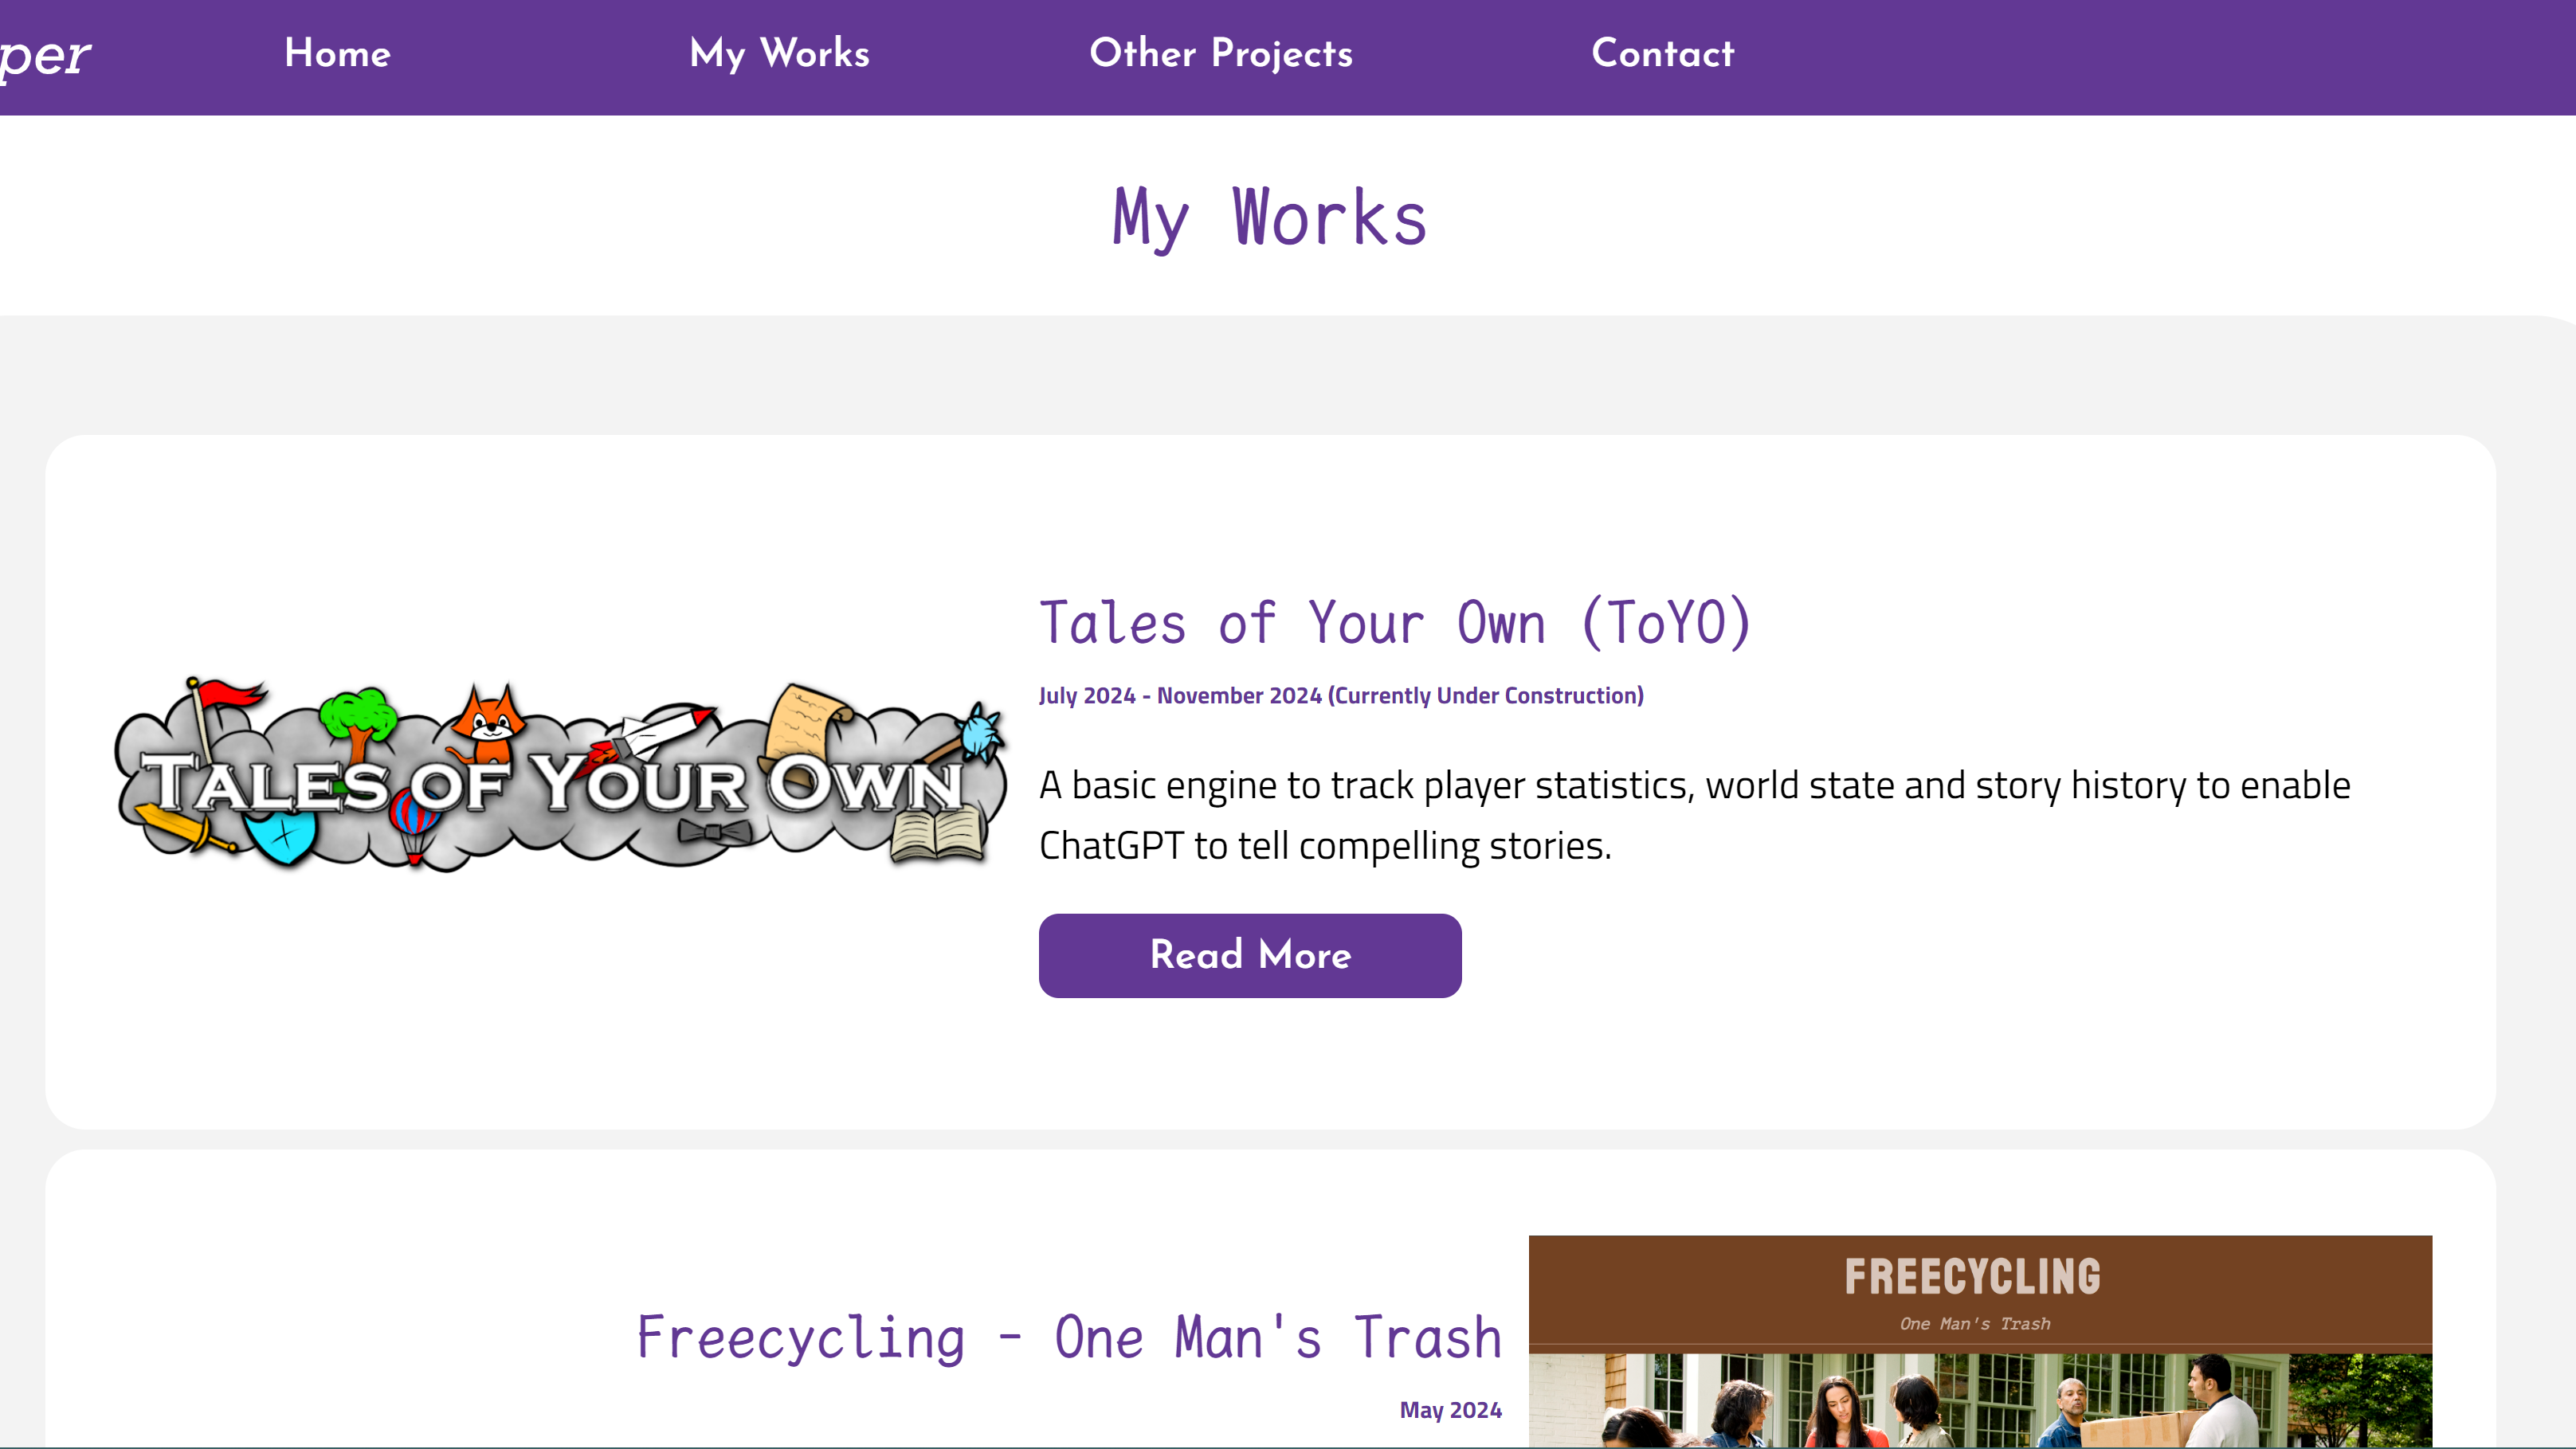 per
Home
My Works
Other Projects
Contact
My Works
TALES OF YOUR OWN
Tales of Your Own (ToYO)
July 2024 - November 2024 (Currently Under Construction)
A basic engine to track player statistics, world state and story history to enable
ChatGPT to tell compelling stories.
Read More
Freecycling - One Man's Trash
May 2024
FREECYCLING
One Man's Trash